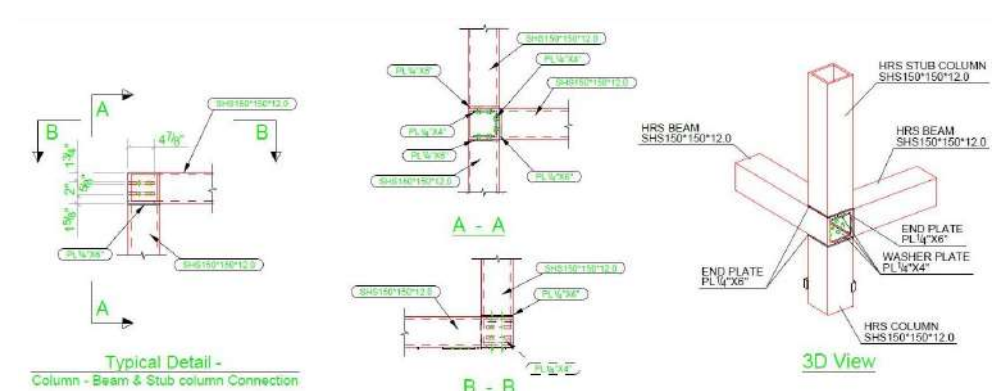 A
A
B
B
SHS150*150*12.0
4⅞"
1¾"
2"
5⅜"
1⅝"
PL¼"X6"
SHS150*150*12.0
Typical Detail -
Column - Beam & Stub column Connection
SHS150*150*12.0
PL¼"X6"
PL¼"X4"
SHS150*150*12.0
PL¼"X4"
PL¼"X6"
SHS150*150*12.0
PL¼"X6"
A - A
SHS150*150*12.0
SHS150*150*12.0
PL¼"X6"
PL¼"X4"
B - B
HRS STUB COLUMN
SHS150*150*12.0
HRS BEAM
SHS150*150*12.0
HRS BEAM
SHS150*150*12.0
END PLATE
PL¼"X6"
WASHER PLATE
PL¼"X4"
END PLATE
PL¼"X6"
HRS COLUMN
SHS150*150*12.0
3D View